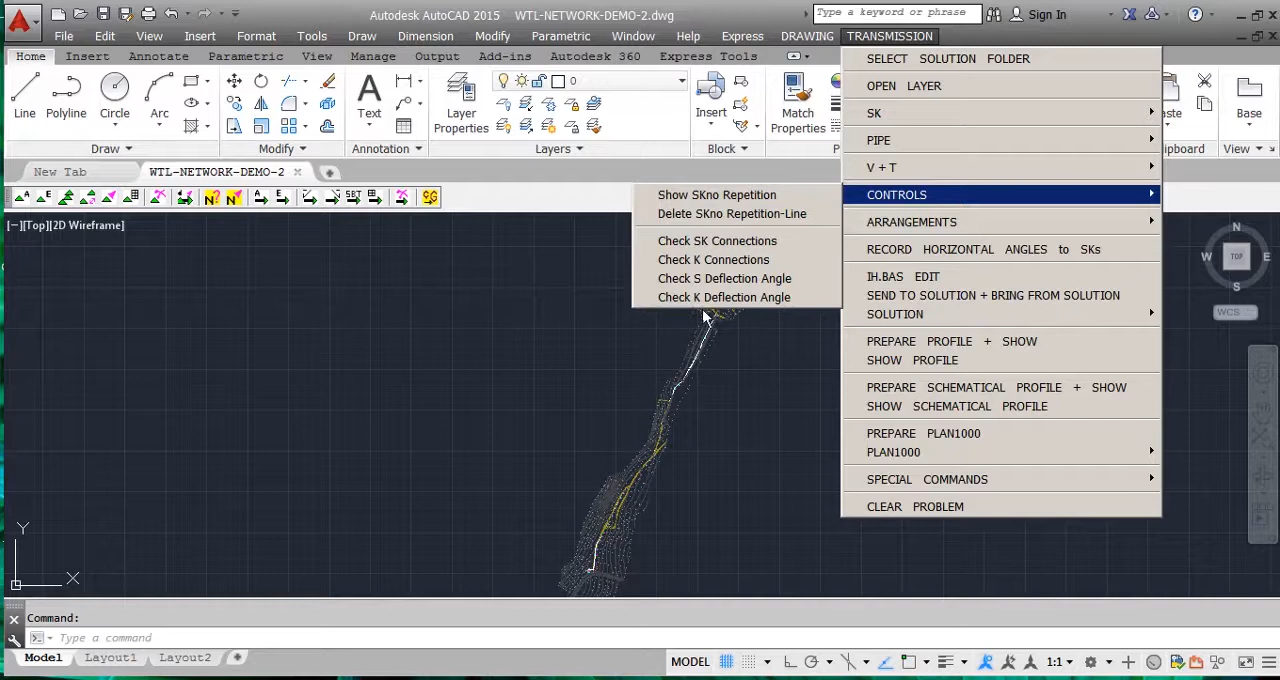 Autodesk AutoCAD 2015 WTL-NETWORK-DEMO-2.dwg
Type a keyword or phrase
Sign In
File Edit View Insert Format Tools Draw Dimension Modify Parametric Window Help Express DRAWING TRANSMISSION
Home Insert Annotate Parametric View Manage Output Add-ins Autodesk 360 Express Tools
Line Polyline Circle Arc
Text
Layer Properties
0
Insert
Match Properties
aste
Base
Draw Modify Annotation Layers Block P lipboard View
New Tab WTL-NETWORK-DEMO-2
A E A E SBT
[−][Top][2D Wireframe]
SELECT SOLUTION FOLDER
OPEN LAYER
SK
PIPE
V+T
CONTROLS
ARRANGEMENTS
RECORD HORIZONTAL ANGLES to SKs
IH.BAS EDIT
SEND TO SOLUTION + BRING FROM SOLUTION
SOLUTION
PREPARE PROFILE + SHOW
SHOW PROFILE
PREPARE SCHEMATICAL PROFILE + SHOW
SHOW SCHEMATICAL PROFILE
PREPARE PLAN1000
PLAN1000
SPECIAL COMMANDS
CLEAR PROBLEM
Show SKno Repetition
Delete SKno Repetition-Line
Check SK Connections
Check K Connections
Check S Deflection Angle
Check K Deflection Angle
N
W TOP E
S
WCS
Y
X
Command:
Type a command
Model Layout1 Layout2
MODEL 1:1